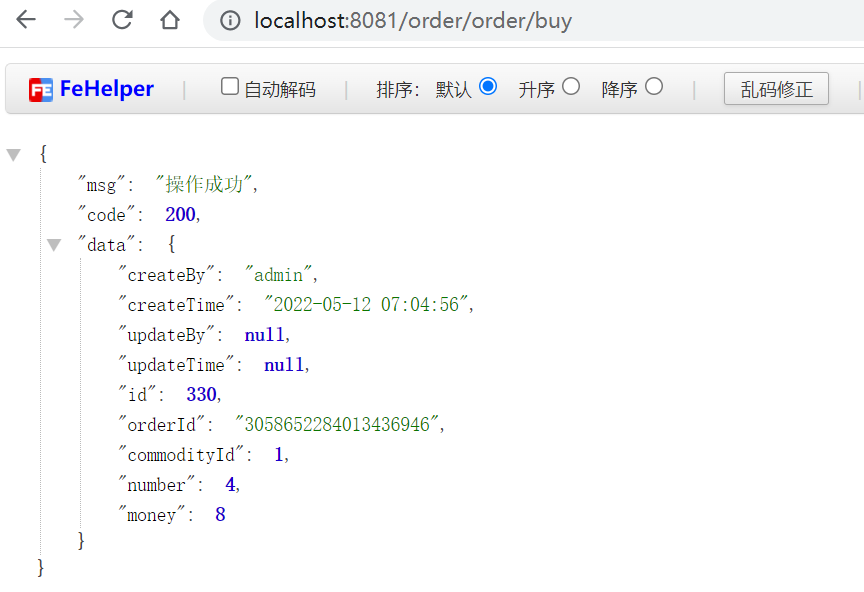 localhost:8081/order/order/buy
FE FeHelper | 自动解码 | 排序: 默认 升序 降序 | 乱码修正 |
{
"msg": "操作成功",
"code": 200,
"data": {
"createBy": "admin",
"createTime": "2022-05-12 07:04:56",
"updateBy": null,
"updateTime": null,
"id": 330,
"orderId": "3058652284013436946",
"commodityId": 1,
"number": 4,
"money": 8
}
}